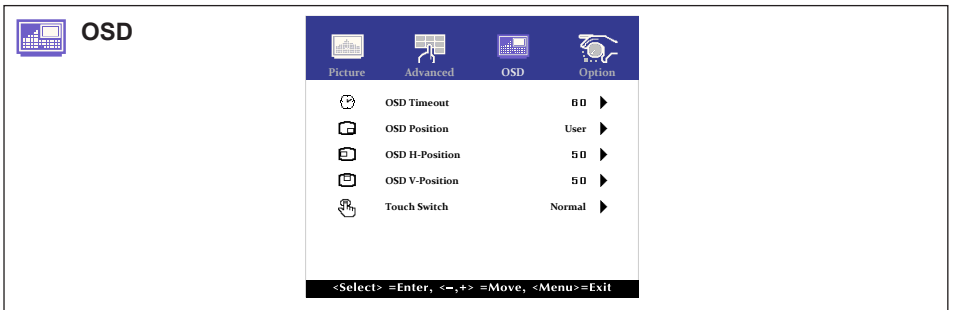 OSD
Picture Advanced OSD Option
OSD Timeout 60
OSD Position User
OSD H-Position 50
OSD V-Position 50
Touch Switch Normal
<Select> =Enter, <−,+> =Move, <Menu>=Exit